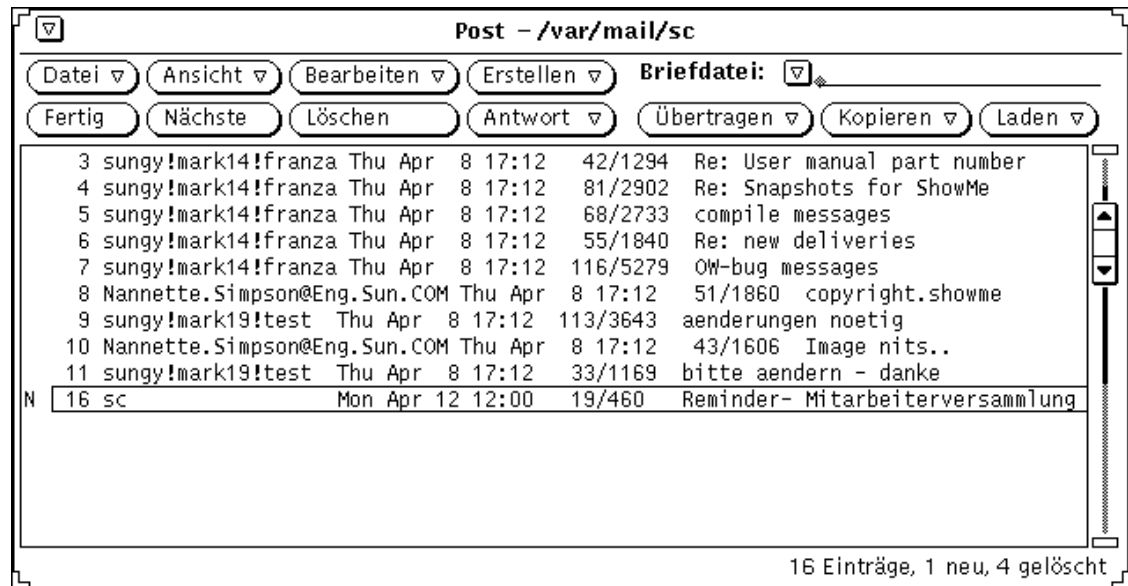 Post – /var/mail/sc
Datei Ansicht Bearbeiten Erstellen Briefdatei:
Fertig Nächste Löschen Antwort Übertragen Kopieren Laden
3 sungy!mark14!franza Thu Apr 8 17:12 42/1294 Re: User manual part number
4 sungy!mark14!franza Thu Apr 8 17:12 81/2902 Re: Snapshots for ShowMe
5 sungy!mark14!franza Thu Apr 8 17:12 68/2733 compile messages
6 sungy!mark14!franza Thu Apr 8 17:12 55/1840 Re: new deliveries
7 sungy!mark14!franza Thu Apr 8 17:12 116/5279 OW-bug messages
8 Nannette.Simpson@Eng.Sun.COM Thu Apr 8 17:12 51/1860 copyright.showme
9 sungy!mark19!test Thu Apr 8 17:12 113/3643 aenderungen noetig
10 Nannette.Simpson@Eng.Sun.COM Thu Apr 8 17:12 43/1606 Image nits..
11 sungy!mark19!test Thu Apr 8 17:12 33/1169 bitte aendern - danke
N 16 sc Mon Apr 12 12:00 19/460 Reminder- Mitarbeiterversammlung
16 Einträge, 1 neu, 4 gelöscht